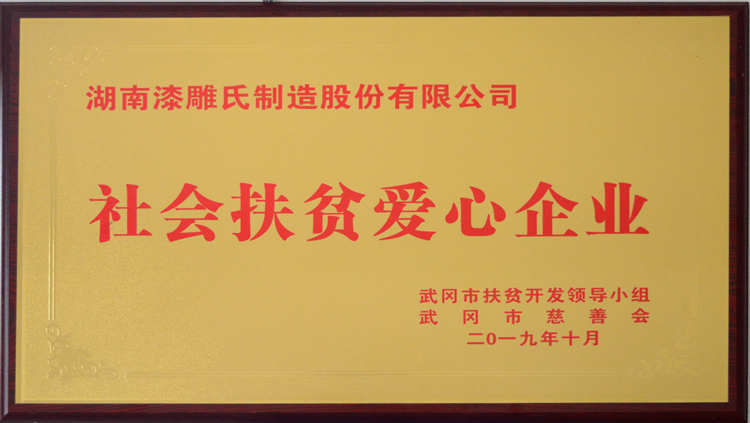 湖南漆雕氏制造股份有限公司
社会扶贫爱心企业
武冈市扶贫开发领导小组
武冈市慈善会
二0一九年十月